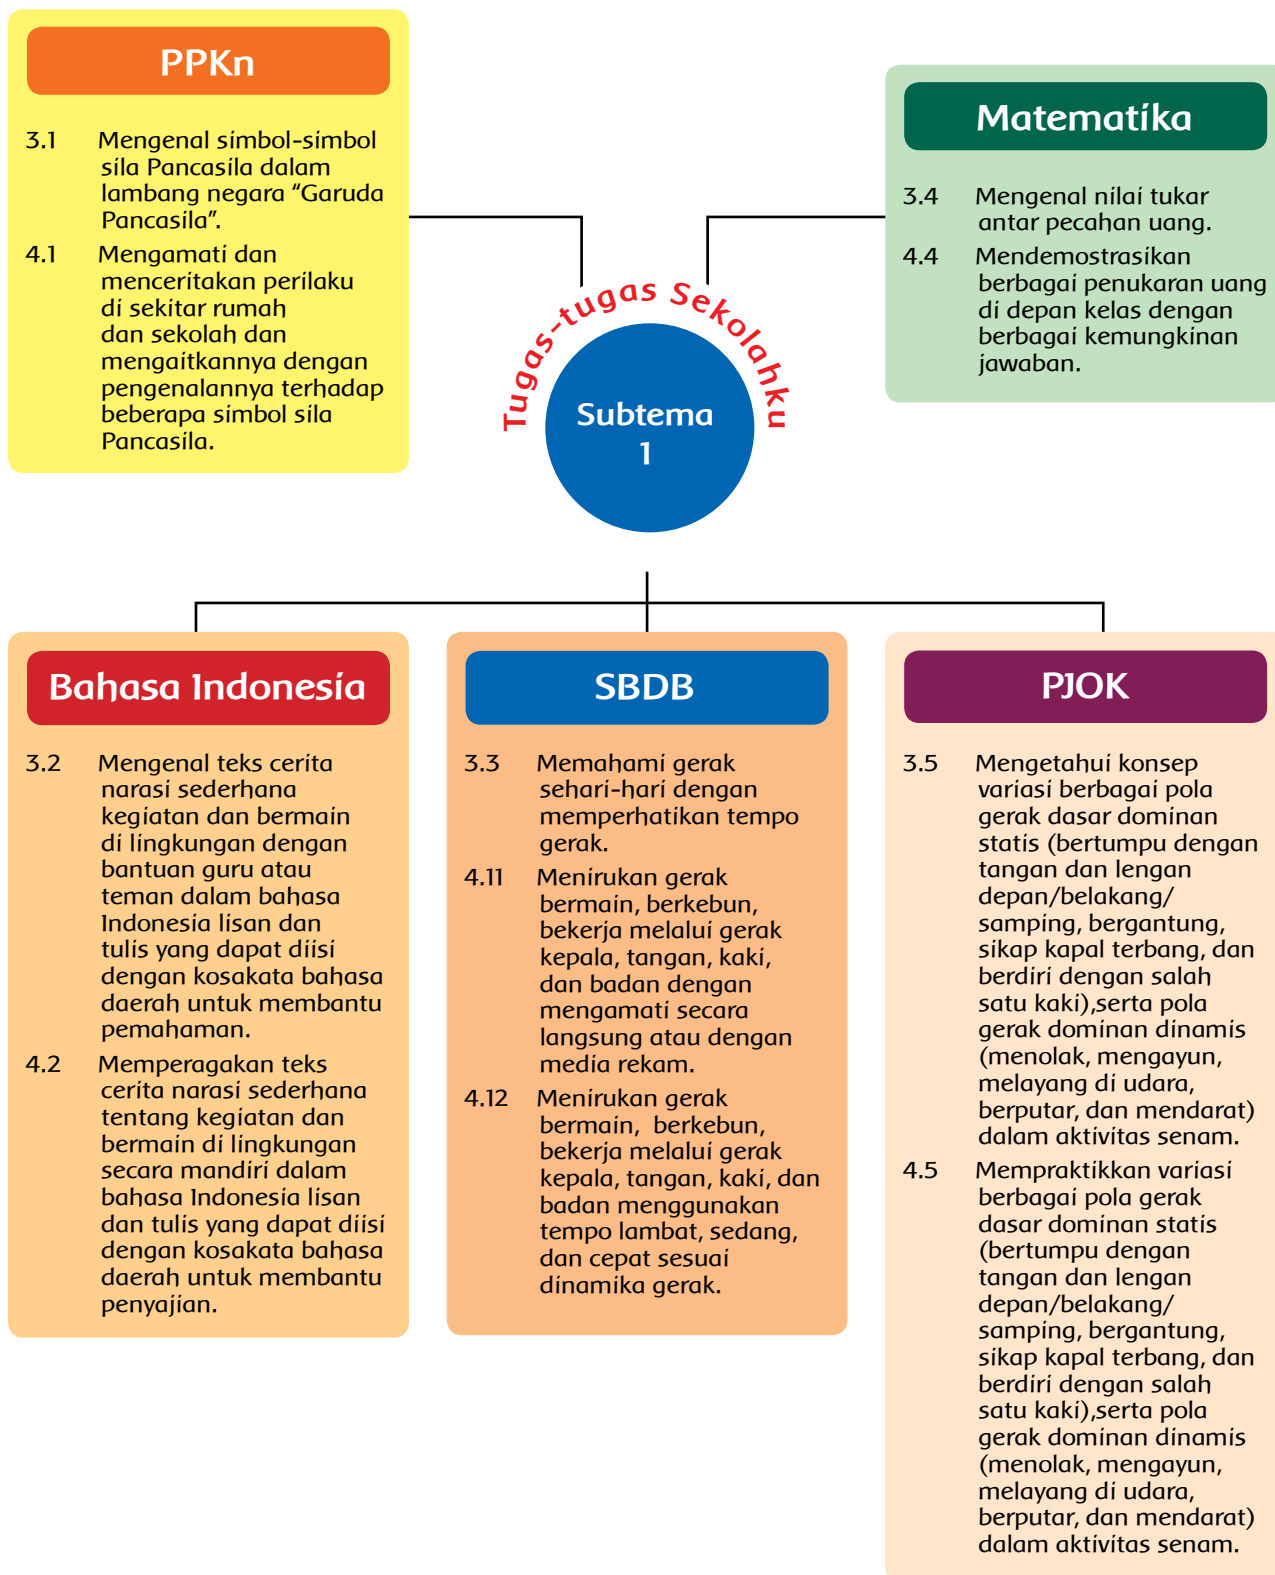 PPKn
3.1 Mengenal simbol-simbol
sila Pancasila dalam
lambang negara “Garuda
Pancasila”.
4.1 Mengamati dan
menceritakan perilaku
di sekitar rumah
dan sekolah dan
mengaitkannya dengan
pengenalannya terhadap
beberapa simbol sila
Pancasila.
Matematika
3.4 Mengenal nilai tukar
antar pecahan uang.
4.4 Mendemostrasikan
berbagai penukaran uang
di depan kelas dengan
berbagai kemungkinan
jawaban.
Tugas-tugas Sekolahku
Subtema
1
Bahasa Indonesia
3.2 Mengenal teks cerita
narasi sederhana
kegiatan dan bermain
di lingkungan dengan
bantuan guru atau
teman dalam bahasa
Indonesia lisan dan
tulis yang dapat diisi
dengan kosakata bahasa
daerah untuk membantu
pemahaman.
4.2 Memperagakan teks
cerita narasi sederhana
tentang kegiatan dan
bermain di lingkungan
secara mandiri dalam
bahasa Indonesia lisan
dan tulis yang dapat diisi
dengan kosakata bahasa
daerah untuk membantu
penyajian.
SBDB
3.3 Memahami gerak
sehari-hari dengan
memperhatikan tempo
gerak.
4.11 Menirukan gerak
bermain, berkebun,
bekerja melalui gerak
kepala, tangan, kaki,
dan badan dengan
mengamati secara
langsung atau dengan
media rekam.
4.12 Menirukan gerak
bermain, berkebun,
bekerja melalui gerak
kepala, tangan, kaki, dan
badan menggunakan
tempo lambat, sedang,
dan cepat sesuai
dinamika gerak.
PJOK
3.5 Mengetahui konsep
variasi berbagai pola
gerak dasar dominan
statis (bertumpu dengan
tangan dan lengan
depan/belakang/
samping, bergantung,
sikap kapal terbang, dan
berdiri dengan salah
satu kaki),serta pola
gerak dominan dinamis
(menolak, mengayun,
melayang di udara,
berputar, dan mendarat)
dalam aktivitas senam.
4.5 Mempraktikkan variasi
berbagai pola gerak
dasar dominan statis
(bertumpu dengan
tangan dan lengan
depan/belakang/
samping, bergantung,
sikap kapal terbang, dan
berdiri dengan salah
satu kaki),serta pola
gerak dominan dinamis
(menolak, mengayun,
melayang di udara,
berputar, dan mendarat)
dalam aktivitas senam.